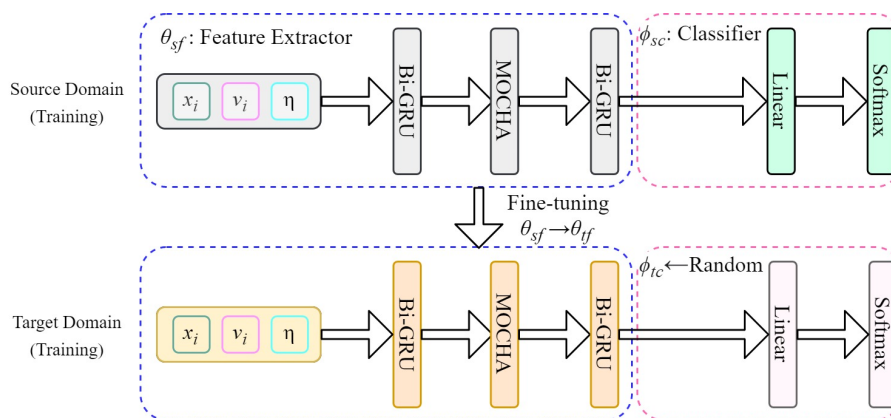 θsf: Feature Extractor
ϕsc: Classifier
Source Domain
(Training)
xi
vi
η
Bi-GRU
MOCHA
Bi-GRU
Linear
Softmax
Fine-tuning
θsf→θtf
ϕtc←Random
Target Domain
(Training)
xi
vi
η
Bi-GRU
MOCHA
Bi-GRU
Linear
Softmax